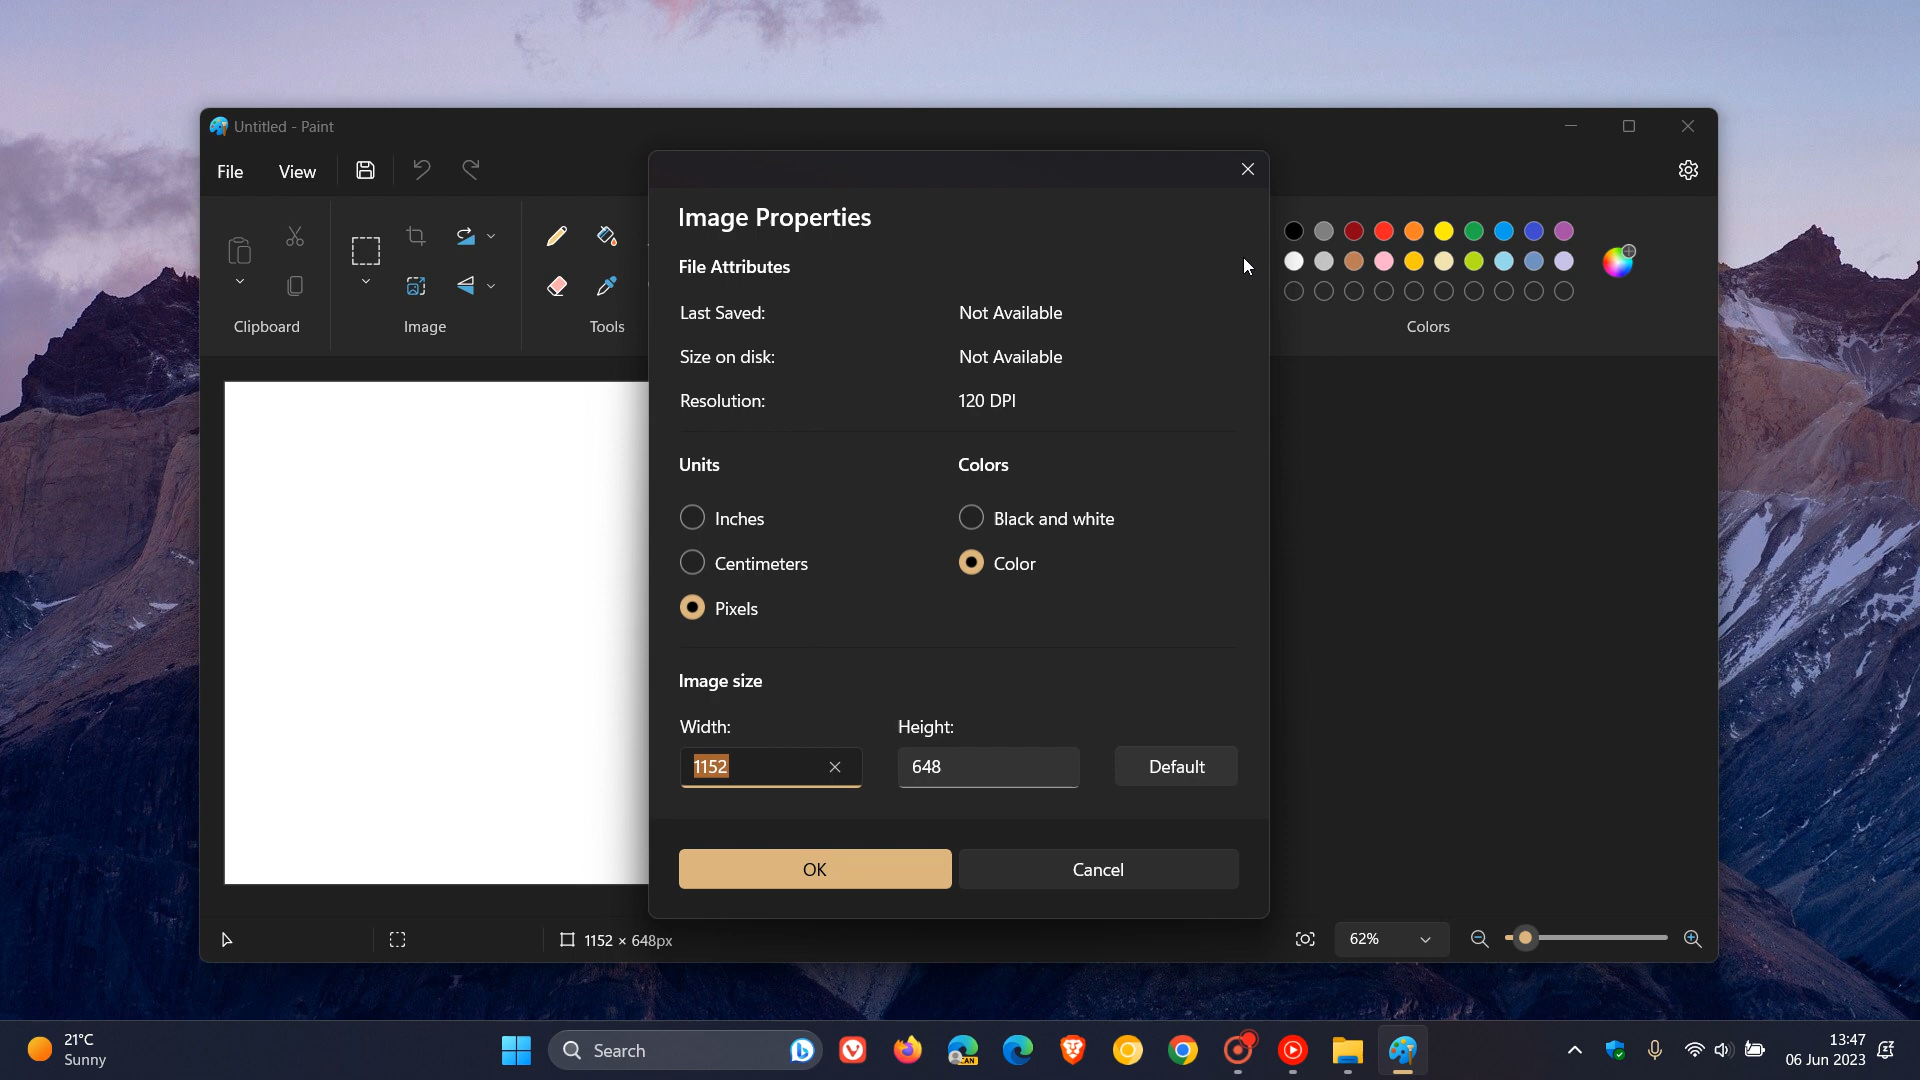 Untitled - Paint
File
View
Clipboard
Image
Tools
Colors
Image Properties
File Attributes
Last Saved:
Not Available
Size on disk:
Not Available
Resolution:
120 DPI
Units
Colors
Inches
Black and white
Centimeters
Color
Pixels
Image size
Width:
Height:
1152
648
Default
OK
Cancel
1152 × 648px
62%
21°C
Sunny
Search
CAN
13:47
06 Jun 2023